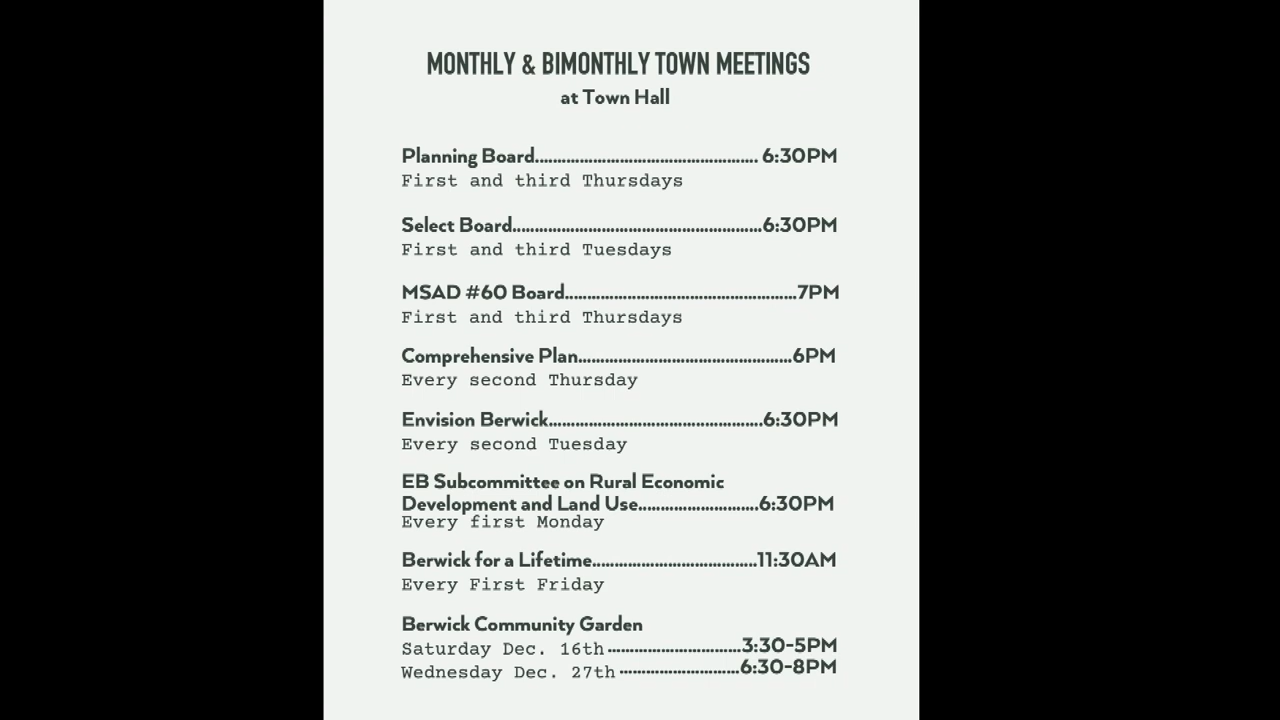 MONTHLY & BIMONTHLY TOWN MEETINGS
at Town Hall
Planning Board................................................. 6:30PM
First and third Thursdays
Select Board.......................................................6:30PM
First and third Tuesdays
MSAD #60 Board...................................................7PM
First and third Thursdays
Comprehensive Plan...............................................6PM
Every second Thursday
Envision Berwick...............................................6:30PM
Every second Tuesday
EB Subcommittee on Rural Economic
Development and Land Use...........................6:30PM
Every first Monday
Berwick for a Lifetime....................................11:30AM
Every First Friday
Berwick Community Garden
Saturday Dec. 16th..............................3:30-5PM
Wednesday Dec. 27th...........................6:30-8PM